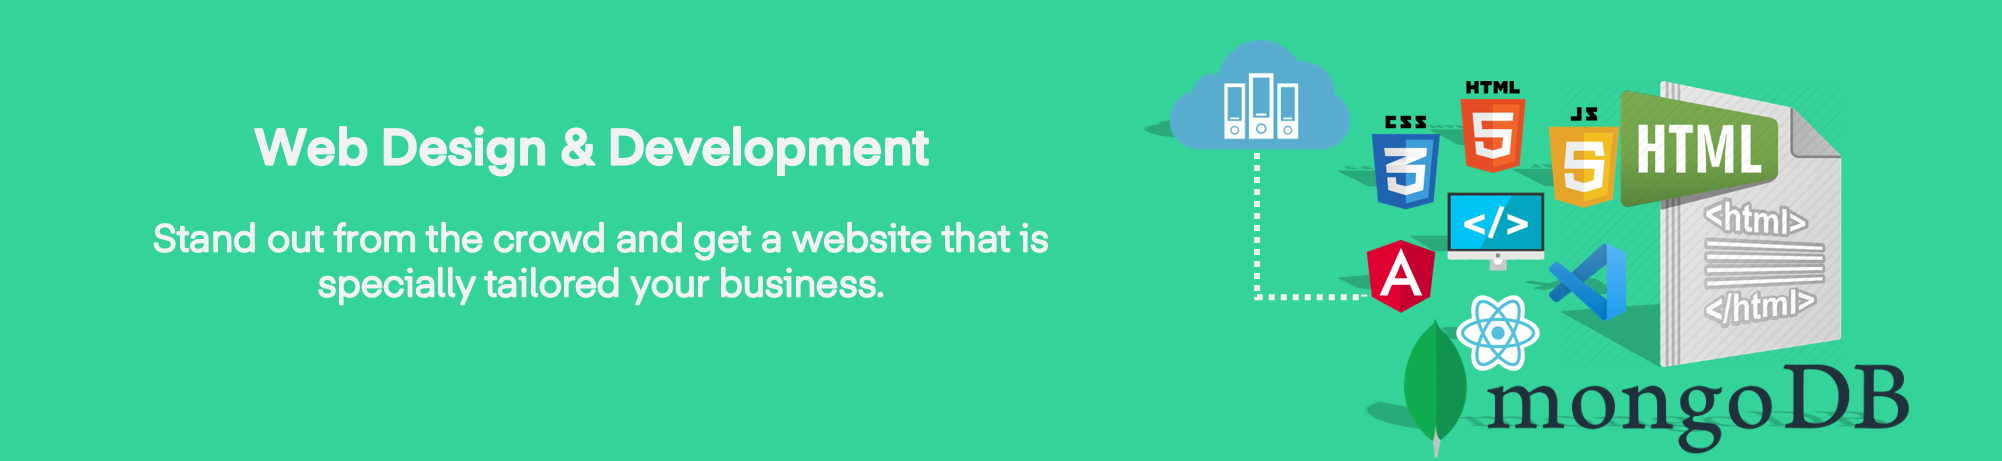 Web Design & Development
Stand out from the crowd and get a website that is
specially tailored your business.
CSS
3
HTML
5
JS
5
HTML
</>
<html>
</html>
A
mongoDB